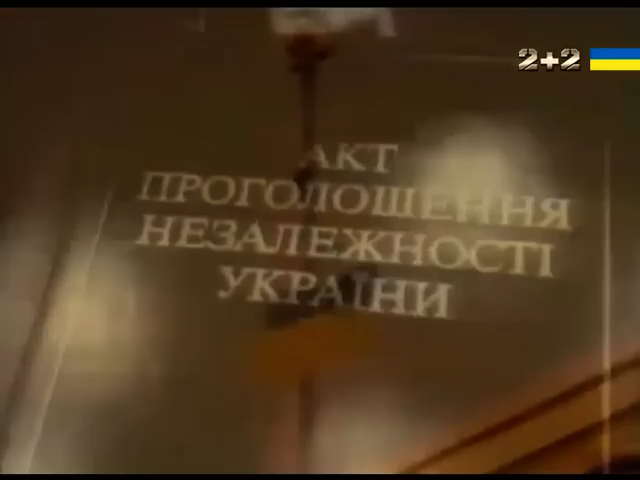 2+2
АКТ
ПРОГОЛОШЕННЯ
НЕЗАЛЕЖНОСТІ
УКРАЇНИ